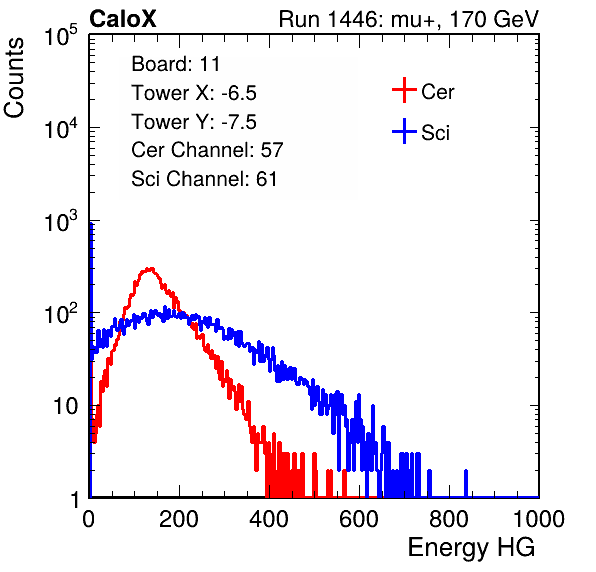 CaloX Run 1446: mu+, 170 GeV
Counts
Board: 11
Tower X: -6.5
Tower Y: -7.5
Cer Channel: 57
Sci Channel: 61
Cer
Sci
10^5
10^4
10^3
10^2
10
1
0 200 400 600 800 1000
Energy HG